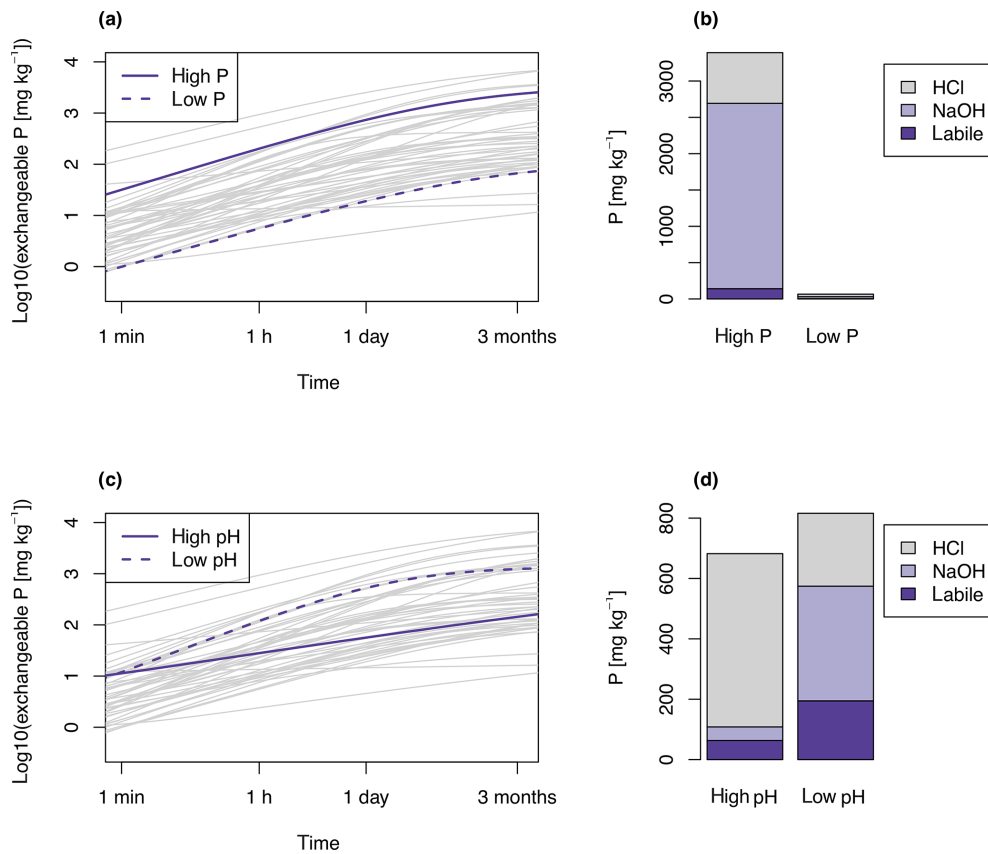 (a)
Log10(exchangeable P [mg kg⁻¹])
4
3
2
1
0
High P
Low P
1 min 1 h 1 day 3 months
Time
(b)
P [mg kg⁻¹]
3000
2000
1000
0
HCl
NaOH
Labile
High P Low P
(c)
Log10(exchangeable P [mg kg⁻¹])
4
3
2
1
0
High pH
Low pH
1 min 1 h 1 day 3 months
Time
(d)
P [mg kg⁻¹]
800
600
400
200
0
HCl
NaOH
Labile
High pH Low pH